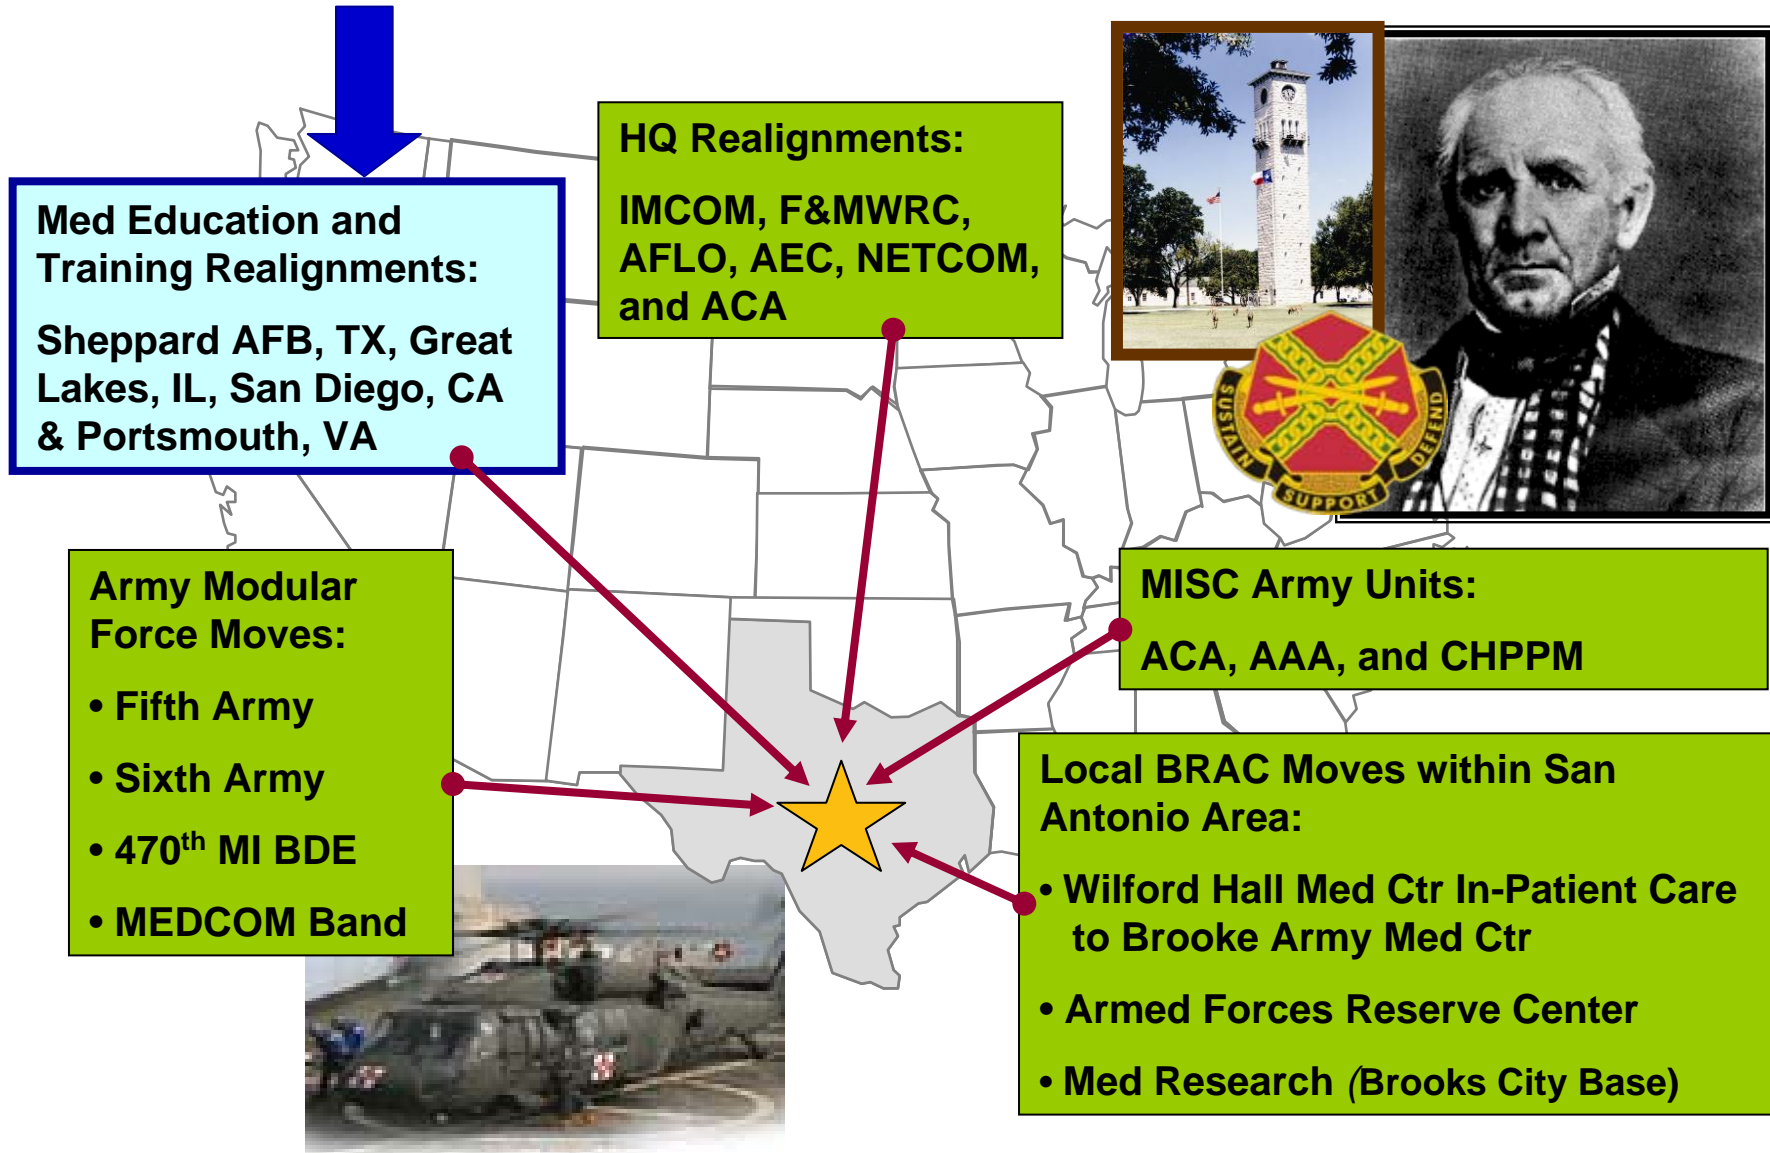 Med Education and
Training Realignments:
Sheppard AFB, TX, Great
Lakes, IL, San Diego, CA
& Portsmouth, VA
HQ Realignments:
IMCOM, F&MWRC,
AFLO, AEC, NETCOM,
and ACA
SUSTAIN
SUPPORT
DEFEND
Army Modular
Force Moves:
• Fifth Army
• Sixth Army
• 470th MI BDE
• MEDCOM Band
MISC Army Units:
ACA, AAA, and CHPPM
Local BRAC Moves within San
Antonio Area:
• Wilford Hall Med Ctr In-Patient Care
to Brooke Army Med Ctr
• Armed Forces Reserve Center
• Med Research (Brooks City Base)